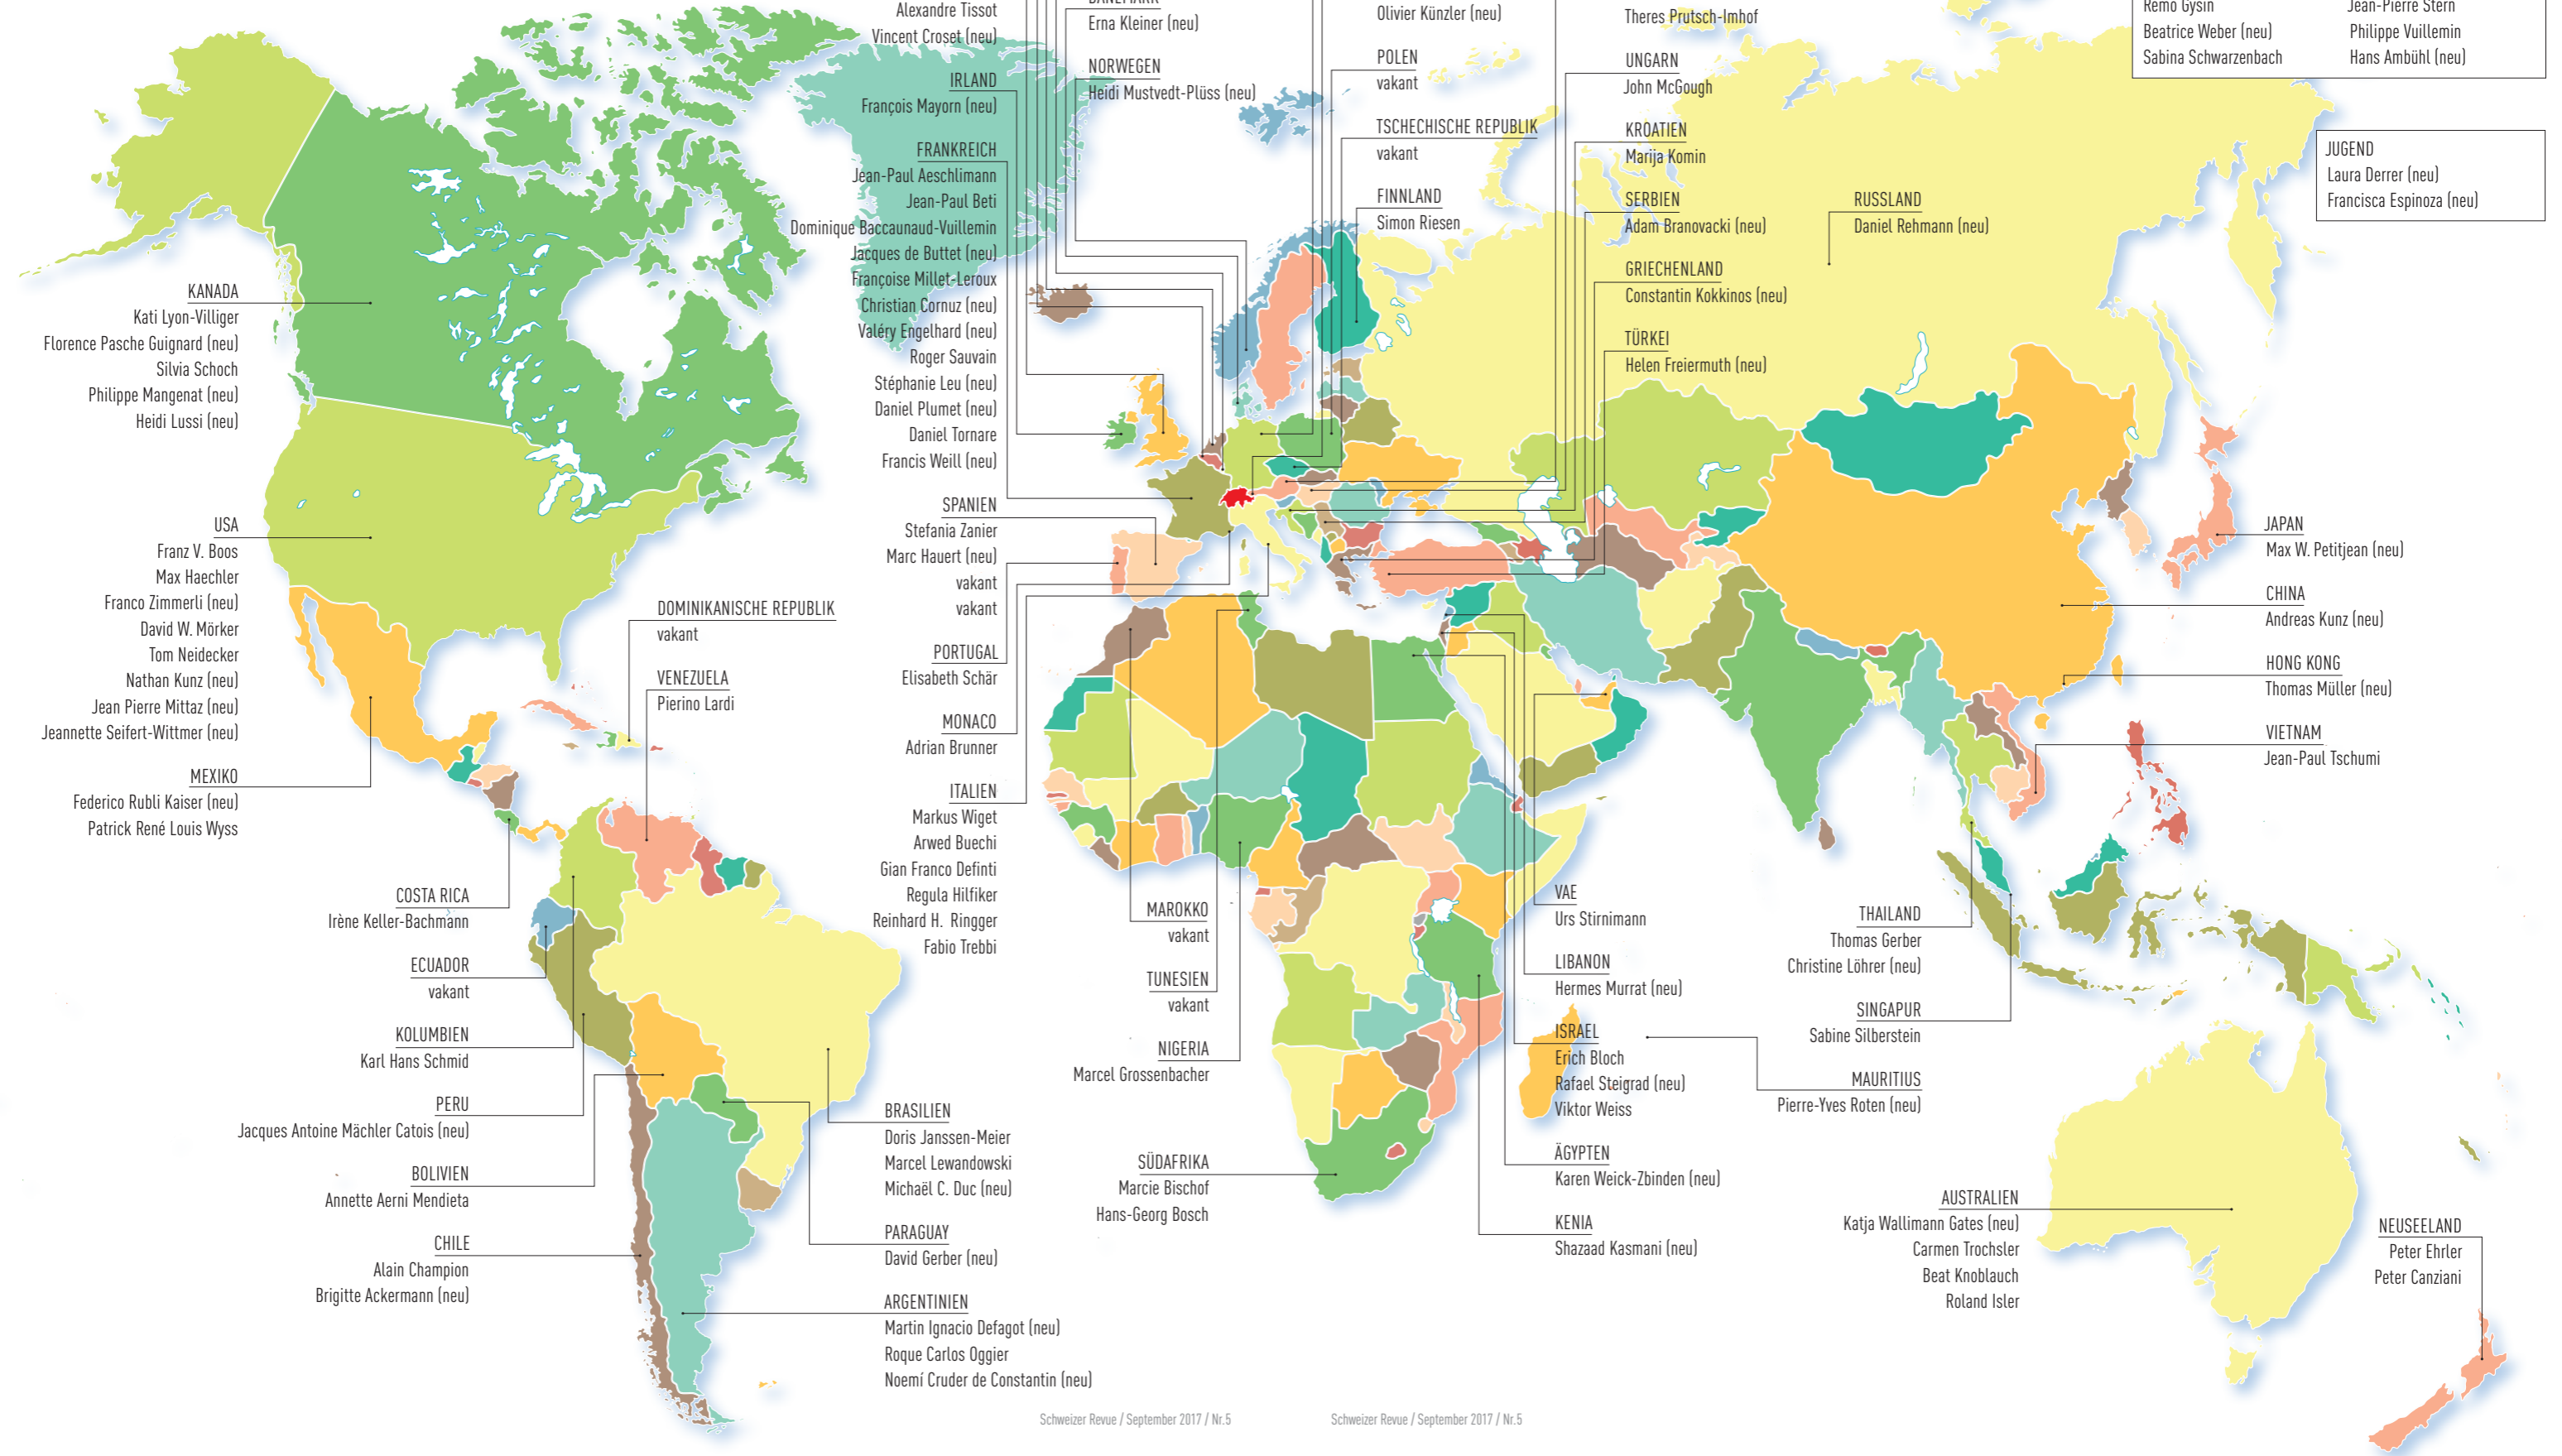 Alexandre Tissot
Vincent Croset (neu)
IRLAND
François Mayorn (neu)
FRANKREICH
Jean-Paul Aeschlimann
Jean-Paul Beti
Dominique Baccaunaud-Vuillemin
Jacques de Buttet (neu)
Françoise Millet-Leroux
Christian Cornuz (neu)
Valéry Engelhard (neu)
Roger Sauvain
Stéphanie Leu (neu)
Daniel Plumet (neu)
Daniel Tornare
Francis Weill (neu)
SPANIEN
Stefania Zanier
Marc Hauert (neu)
vakant
vakant
PORTUGAL
Elisabeth Schär
MONACO
Adrian Brunner
ITALIEN
Markus Wiget
Arwed Buechi
Gian Franco Definti
Regula Hilfiker
Reinhard H. Ringger
Fabio Trebbi
DÄNEMARK
Erna Kleiner (neu)
NORWEGEN
Heidi Mustvedt-Plüss (neu)
Olivier Künzler (neu)
POLEN
vakant
TSCHECHISCHE REPUBLIK
vakant
FINNLAND
Simon Riesen
Theres Prutsch-Imhof
UNGARN
John McGough
KROATIEN
Marija Komin
SERBIEN
Adam Branovacki (neu)
GRIECHENLAND
Constantin Kokkinos (neu)
TÜRKEI
Helen Freiermuth (neu)
RUSSLAND
Daniel Rehmann (neu)
Remo Gysin
Beatrice Weber (neu)
Sabina Schwarzenbach
Jean-Pierre Stern
Philippe Vuillemin
Hans Ambühl (neu)
JUGEND
Laura Derrer (neu)
Francisca Espinoza (neu)
KANADA
Kati Lyon-Villiger
Florence Pasche Guignard (neu)
Silvia Schoch
Philippe Mangenat (neu)
Heidi Lussi (neu)
USA
Franz V. Boos
Max Haechler
Franco Zimmerli (neu)
David W. Mörker
Tom Neidecker
Nathan Kunz (neu)
Jean Pierre Mittaz (neu)
Jeannette Seifert-Wittmer (neu)
MEXIKO
Federico Rubli Kaiser (neu)
Patrick René Louis Wyss
DOMINIKANISCHE REPUBLIK
vakant
VENEZUELA
Pierino Lardi
COSTA RICA
Irène Keller-Bachmann
ECUADOR
vakant
KOLUMBIEN
Karl Hans Schmid
PERU
Jacques Antoine Mächler Catois (neu)
BOLIVIEN
Annette Aerni Mendieta
CHILE
Alain Champion
Brigitte Ackermann (neu)
BRASILIEN
Doris Janssen-Meier
Marcel Lewandowski
Michaël C. Duc (neu)
PARAGUAY
David Gerber (neu)
ARGENTINIEN
Martin Ignacio Defagot (neu)
Roque Carlos Oggier
Noemí Cruder de Constantin (neu)
MAROKKO
vakant
TUNESIEN
vakant
NIGERIA
Marcel Grossenbacher
SÜDAFRIKA
Marcie Bischof
Hans-Georg Bosch
VAE
Urs Stirnimann
LIBANON
Hermes Murrat (neu)
ISRAEL
Erich Bloch
Rafael Steigrad (neu)
Viktor Weiss
ÄGYPTEN
Karen Weick-Zbinden (neu)
KENIA
Shazaad Kasmani (neu)
JAPAN
Max W. Petitjean (neu)
CHINA
Andreas Kunz (neu)
HONG KONG
Thomas Müller (neu)
VIETNAM
Jean-Paul Tschumi
THAILAND
Thomas Gerber
Christine Löhrer (neu)
SINGAPUR
Sabine Silberstein
MAURITIUS
Pierre-Yves Roten (neu)
AUSTRALIEN
Katja Wallimann Gates (neu)
Carmen Trochsler
Beat Knoblauch
Roland Isler
NEUSEELAND
Peter Ehrler
Peter Canziani
Schweizer Revue / September 2017 / Nr.5
Schweizer Revue / September 2017 / Nr.5